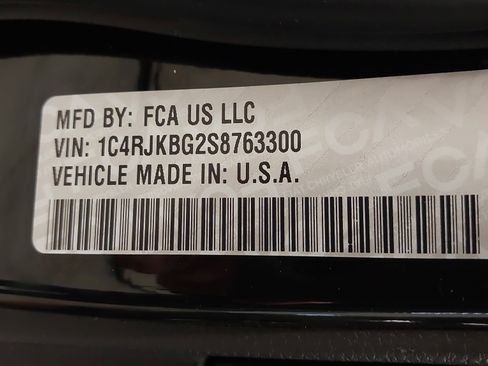 MFD BY: FCA US LLC
VIN: 1C4RJKBG2S8763300
VEHICLE MADE IN: U.S.A.